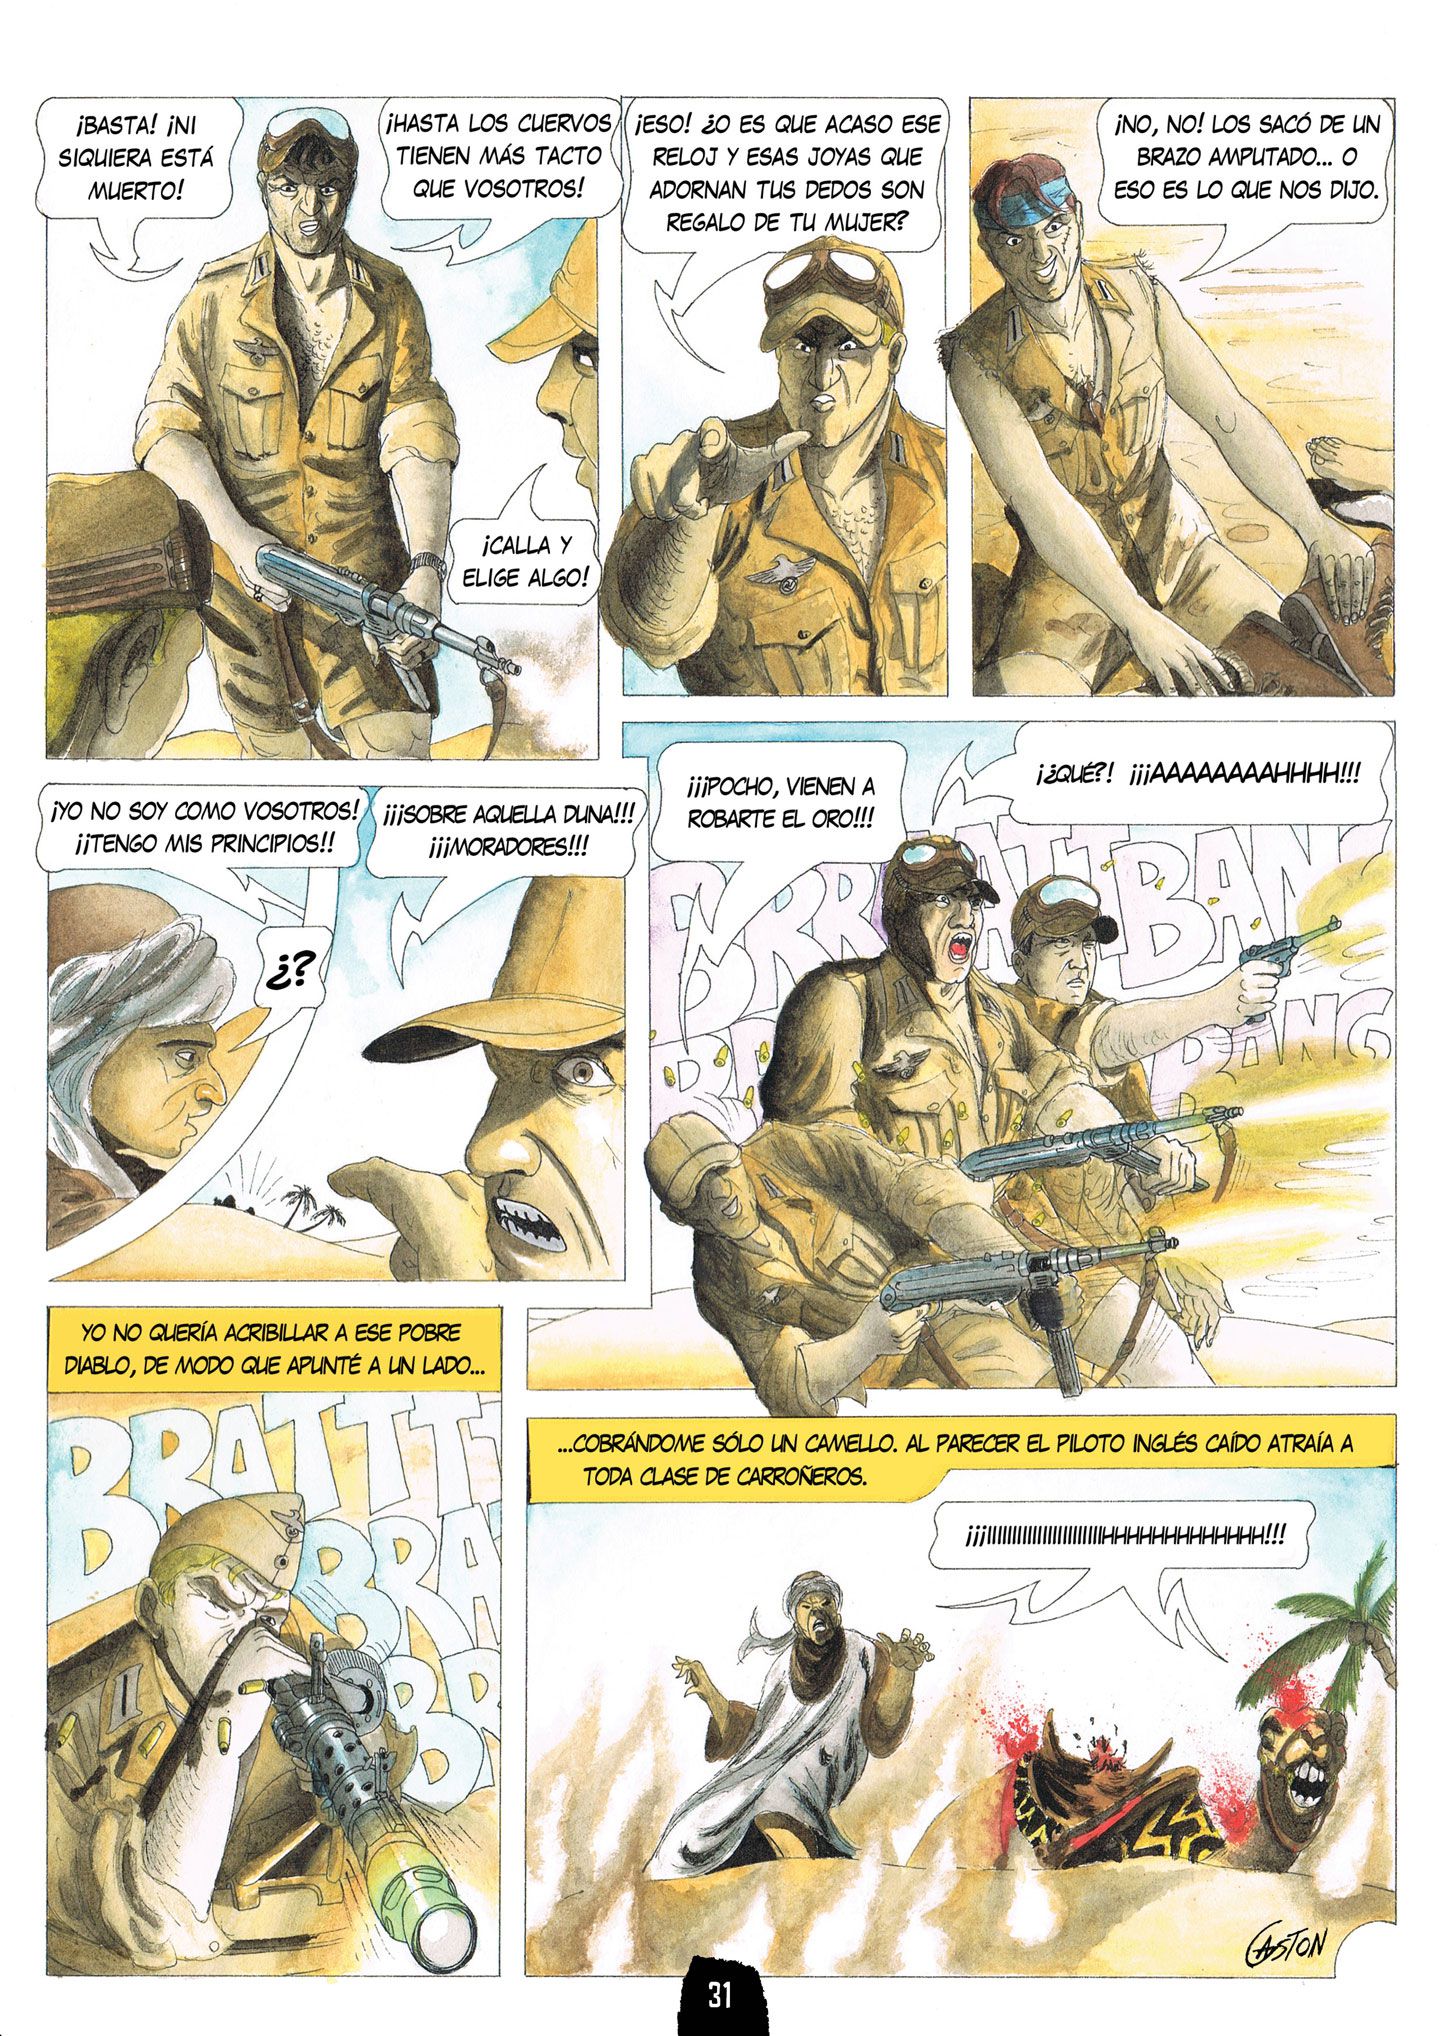 ¡BASTA! ¡NI
SIQUIERA ESTÁ
MUERTO!
¡HASTA LOS CUERVOS
TIENEN MÁS TACTO
QUE VOSOTROS!
¡CALLA Y
ELIGE ALGO!
¡ESO! ¿O ES QUE ACASO ESE
RELOJ Y ESAS JOYAS QUE
ADORNAN TUS DEDOS SON
REGALO DE TU MUJER?
¡NO, NO! LOS SACÓ DE UN
BRAZO AMPUTADO... O
ESO ES LO QUE NOS DIJO.
¡YO NO SOY COMO VOSOTROS!
¡¡TENGO MIS PRINCIPIOS!!
¿?
¡¡¡SOBRE AQUELLA DUNA!!!
¡¡¡MORADORES!!!
¡¡¡POCHO, VIENEN A
ROBARTE EL ORO!!!
¡¿QUÉ?! ¡¡¡AAAAAAAAHHHH!!!
BRRRATTTBANG
BANG
YO NO QUERÍA ACRIBILLAR A ESE POBRE
DIABLO, DE MODO QUE APUNTÉ A UN LADO...
BRATTTT
...COBRÁNDOME SÓLO UN CAMELLO. AL PARECER EL PILOTO INGLÉS CAÍDO ATRAÍA A
TODA CLASE DE CARROÑEROS.
¡¡¡IIIIIIIIIIIIIIIIIIIIIIIIHHHHHHHHHHHHH!!!
GASTON
31